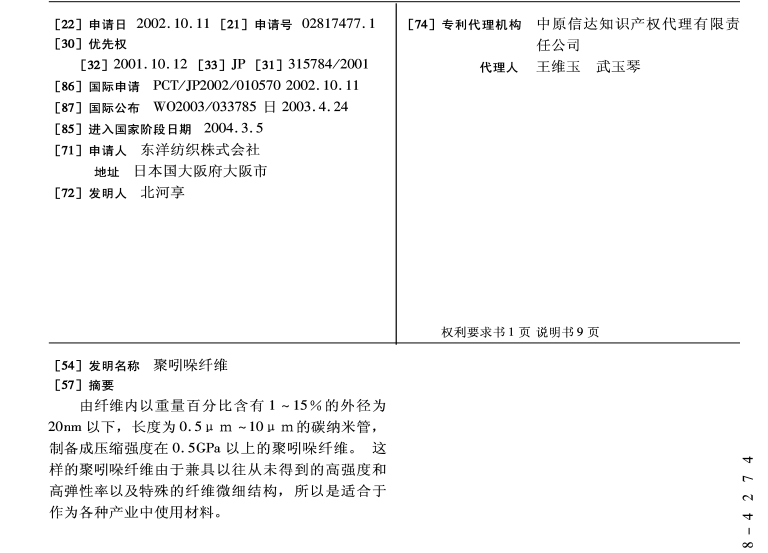 [22] 申请日 2002.10.11 [21] 申请号 02817477.1
[30] 优先权
[32] 2001.10.12 [33] JP [31] 315784/2001
[86] 国际申请 PCT/JP2002/010570 2002.10.11
[87] 国际公布 WO2003/033785 日 2003.4.24
[85] 进入国家阶段日期 2004.3.5
[71] 申请人 东洋纺织株式会社
地址 日本国大阪府大阪市
[72] 发明人 北河享
[74] 专利代理机构 中原信达知识产权代理有限责
任公司
代理人 王维玉 武玉琴
权利要求书 1 页 说明书 9 页
[54] 发明名称 聚吲哚纤维
[57] 摘要
由纤维内以重量百分比含有 1 ~ 15%的外径为
20nm 以下，长度为 0.5 μ m ~10 μ m 的碳纳米管，
制备成压缩强度在 0.5GPa 以上的聚吲哚纤维。 这
样的聚吲哚纤维由于兼具以往从未得到的高强度和
高弹性率以及特殊的纤维微细结构，所以是适合于
作为各种产业中使用材料。
8-4274